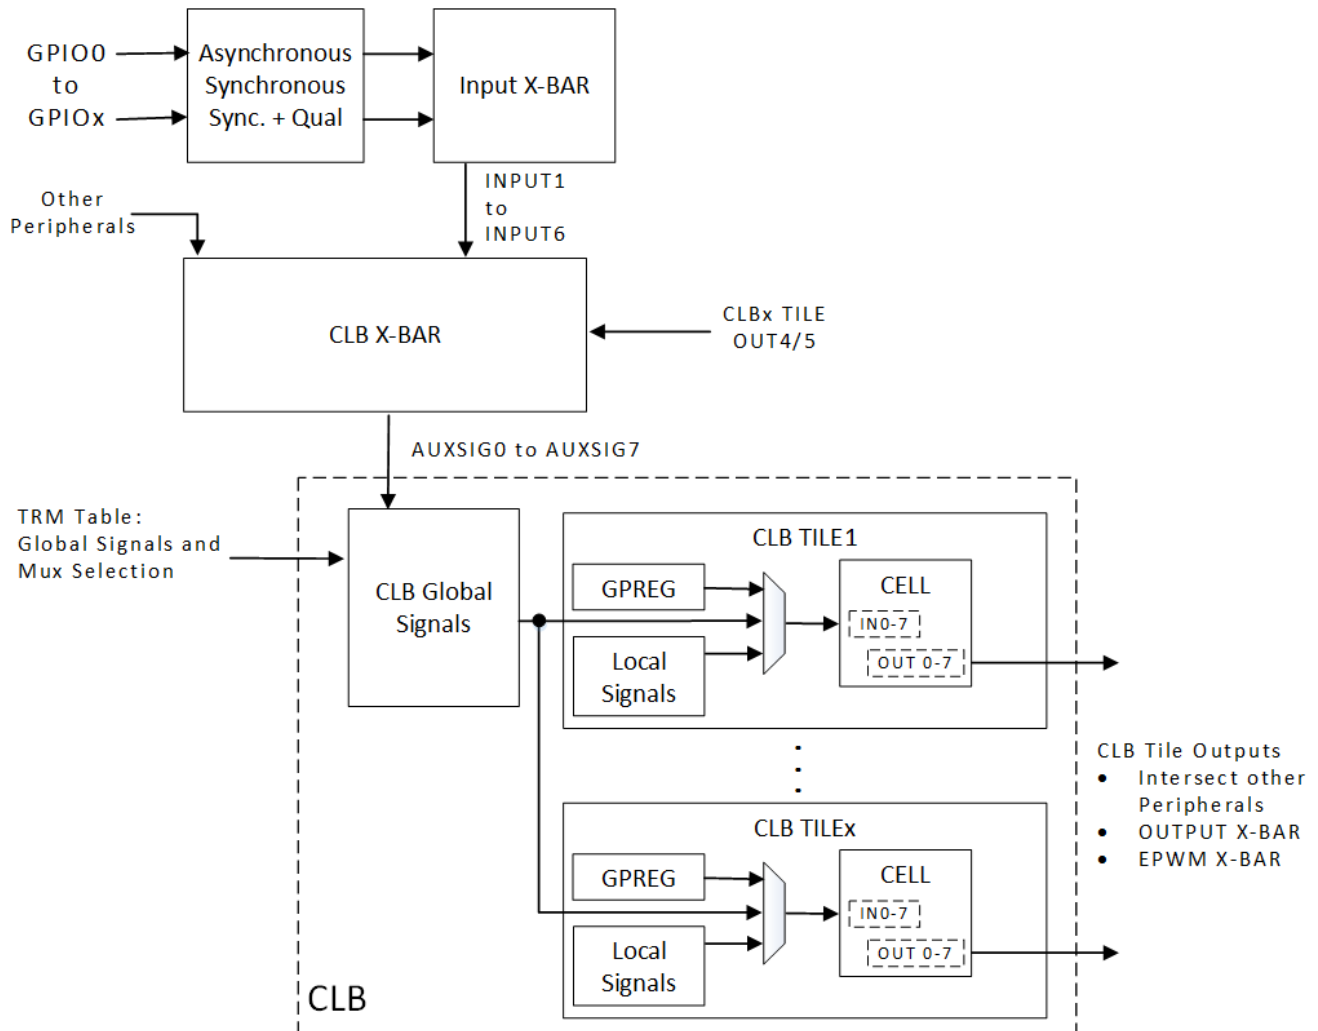 GPIO0
to
GPIOx
Asynchronous
Synchronous
Sync. + Qual
Input X-BAR
INPUT1
to
INPUT6
Other
Peripherals
CLB X-BAR
CLBx TILE
OUT4/5
AUXSIG0 to AUXSIG7
TRM Table:
Global Signals and
Mux Selection
CLB Global
Signals
CLB TILE1
GPREG
Local
Signals
CELL
IN0-7
OUT 0-7
CLB TILEx
GPREG
Local
Signals
CELL
IN0-7
OUT 0-7
CLB Tile Outputs
• Intersect other
Peripherals
• OUTPUT X-BAR
• EPWM X-BAR
CLB